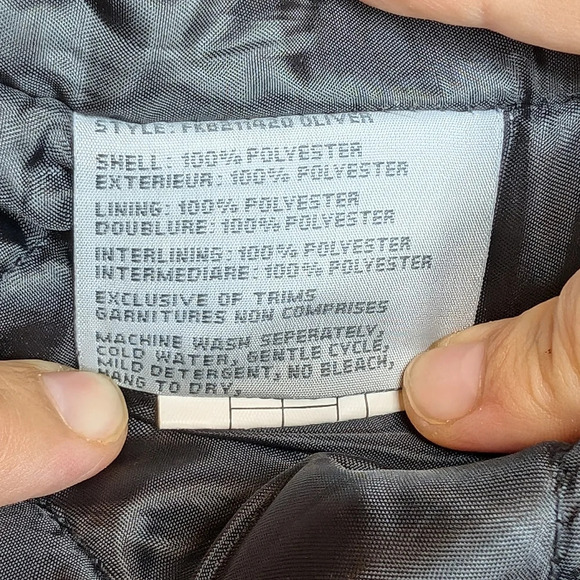 STYLE: FKB211420 OLIVER
SHELL: 100% POLYESTER
EXTERIEUR: 100% POLYESTER
LINING: 100% POLYESTER
DOUBLURE: 100% POLYESTER
INTERLINING: 100% POLYESTER
INTERMEDIARE: 100% POLYESTER
EXCLUSIVE OF TRIMS
GARNITURES NON COMPRISES
MACHINE WASH SEPERATELY,
COLD WATER, GENTLE CYCLE,
MILD DETERGENT, NO BLEACH,
HANG TO DRY,